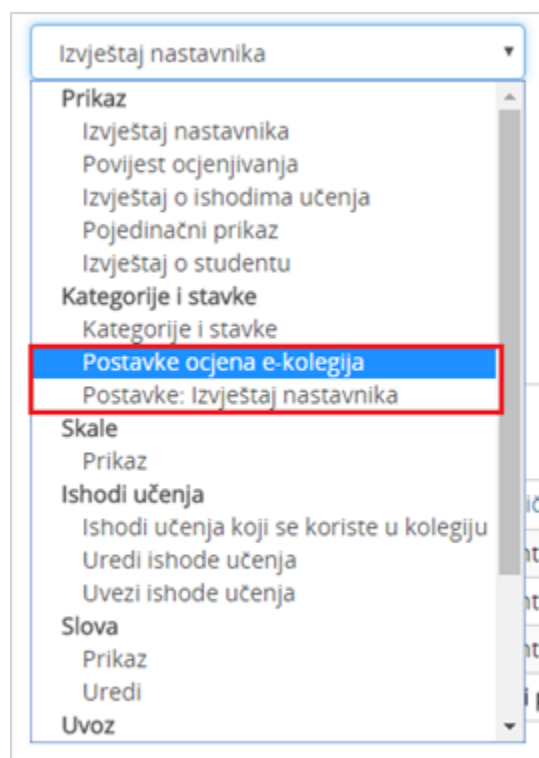 Izvještaj nastavnika
Prikaz
Izvještaj nastavnika
Povijest ocjenjivanja
Izvještaj o ishodima učenja
Pojedinačni prikaz
Izvještaj o studentu
Kategorije i stavke
Kategorije i stavke
Postavke ocjena e-kolegija
Postavke: Izvještaj nastavnika
Skale
Prikaz
Ishodi učenja
Ishodi učenja koji se koriste u kolegiju
Uredi ishode učenja
Uvezi ishode učenja
Slova
Prikaz
Uredi
Uvoz